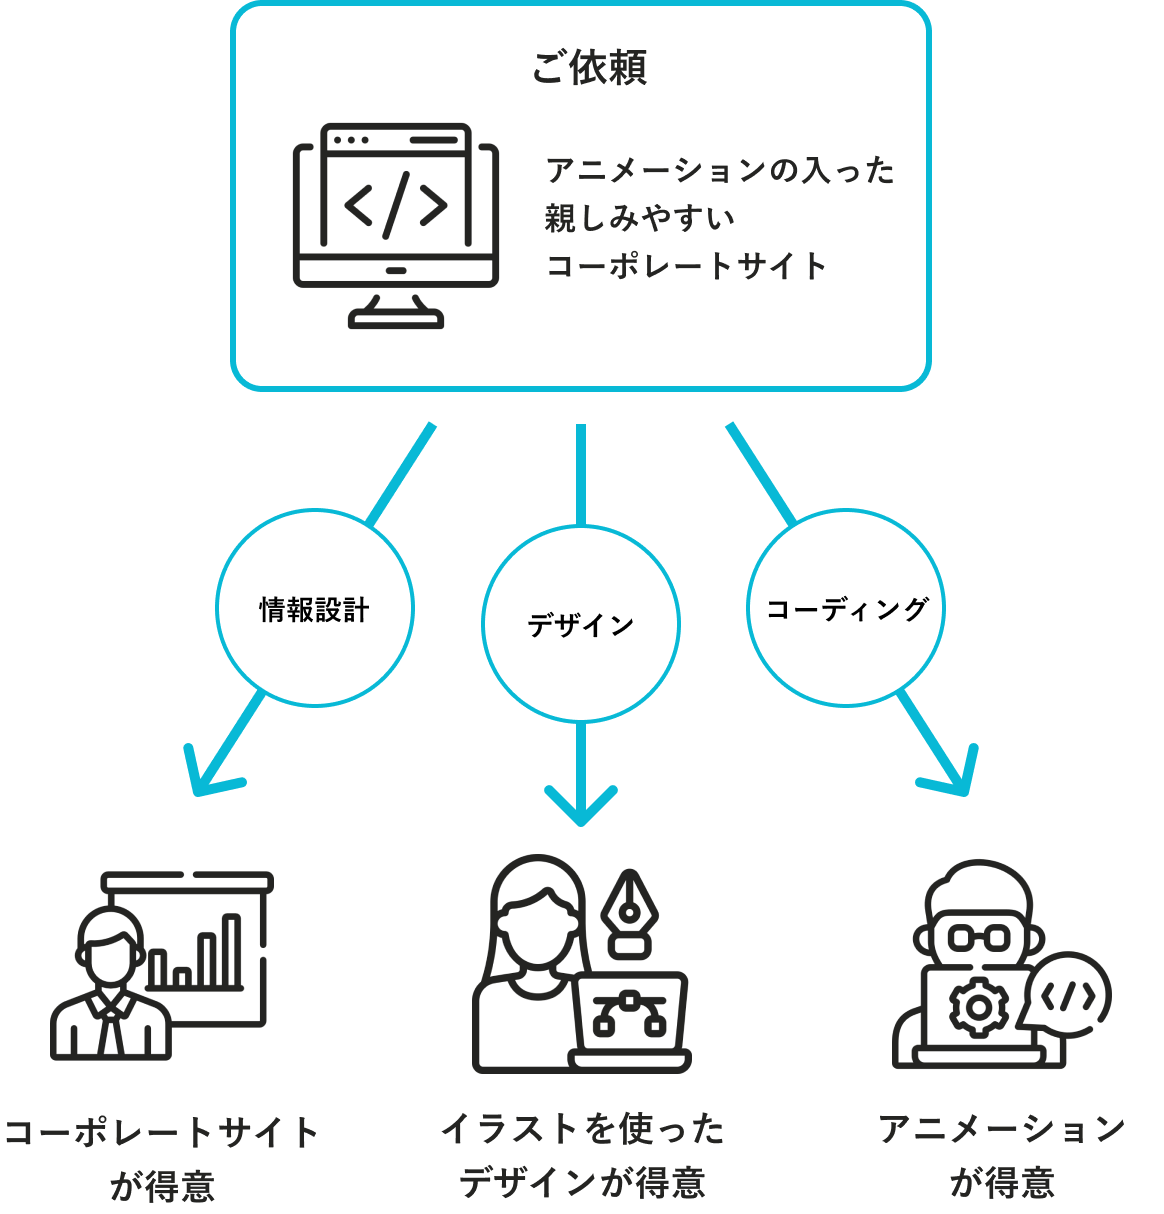 ご依頼
アニメーションの入った
親しみやすい
コーポレートサイト
情報設計
デザイン
コーディング
コーポレートサイト
が得意
イラストを使った
デザインが得意
アニメーション
が得意